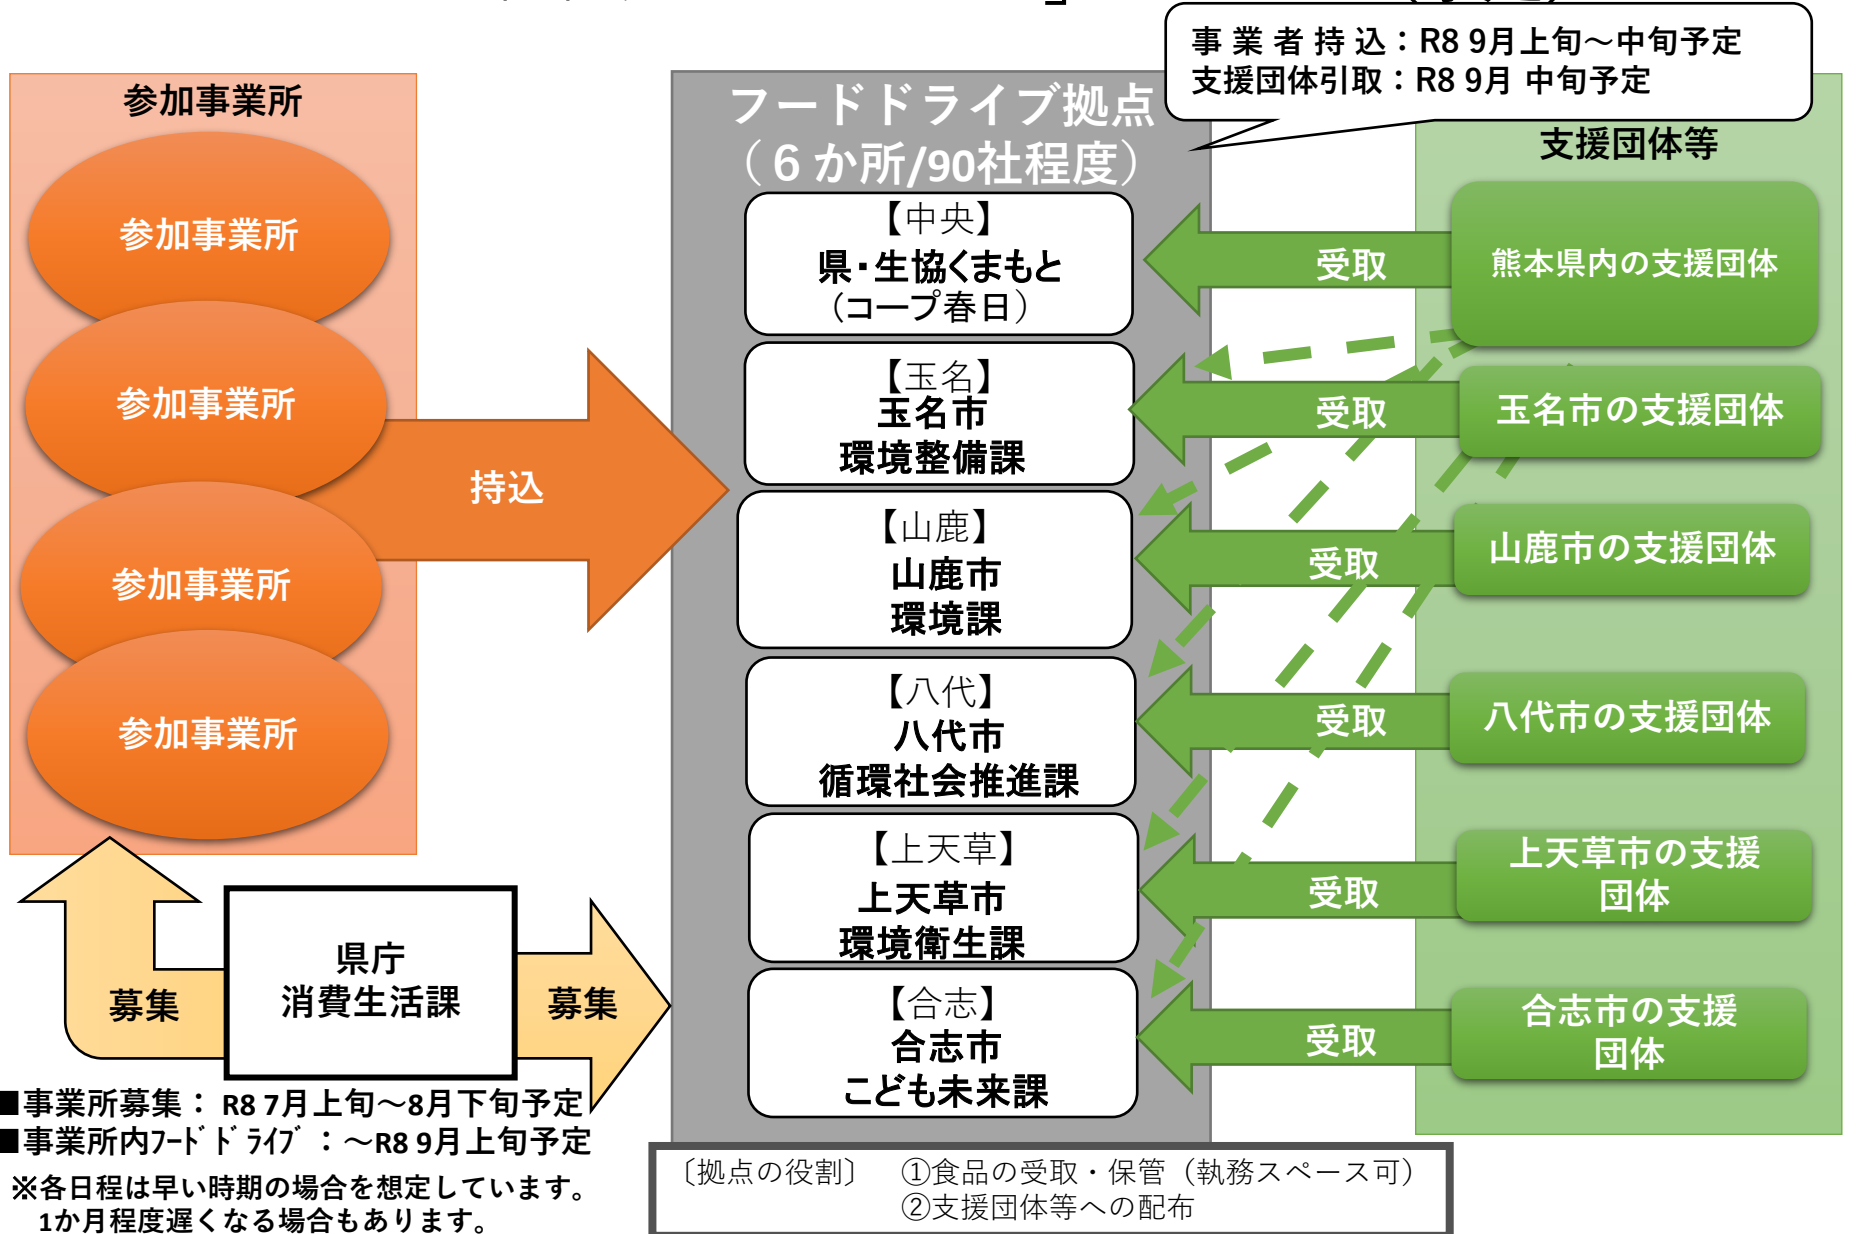 事業者持込：R8 9月上旬～中旬予定
支援団体引取：R8 9月 中旬予定
参加事業所
参加事業所
参加事業所
参加事業所
参加事業所
持込
フードドライブ拠点
（６か所/90社程度）
【中央】
県・生協くまもと
（コープ春日）
【玉名】
玉名市
環境整備課
【山鹿】
山鹿市
環境課
【八代】
八代市
循環社会推進課
【上天草】
上天草市
環境衛生課
【合志】
合志市
こども未来課
受取
受取
受取
受取
受取
受取
支援団体等
熊本県内の支援団体
玉名市の支援団体
山鹿市の支援団体
八代市の支援団体
上天草市の支援
団体
合志市の支援
団体
募集
県庁
消費生活課
募集
■事業所募集： R8 7月上旬～8月下旬予定
■事業所内ﾌｰﾄﾞﾄﾞﾗｲﾌﾞ：～R8 9月上旬予定
※各日程は早い時期の場合を想定しています。
1か月程度遅くなる場合もあります。
〔拠点の役割〕 ①食品の受取・保管（執務スペース可）
②支援団体等への配布